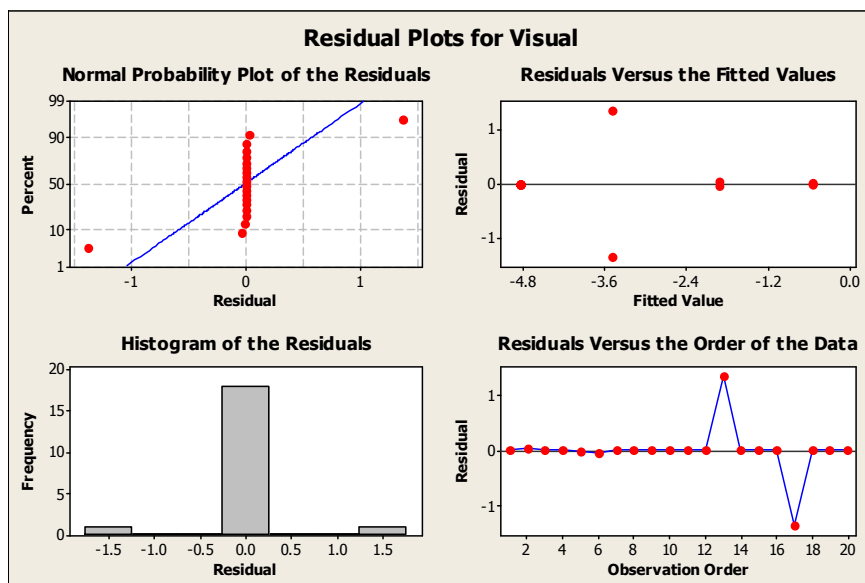 Residual Plots for Visual
Normal Probability Plot of the Residuals
99
90
50
10
1
Percent
-1 0 1
Residual
Residuals Versus the Fitted Values
1
0
-1
Residual
-4.8 -3.6 -2.4 -1.2 0.0
Fitted Value
Histogram of the Residuals
20
15
10
5
0
Frequency
-1.5 -1.0 -0.5 0.0 0.5 1.0 1.5
Residual
Residuals Versus the Order of the Data
1
0
-1
Residual
2 4 6 8 10 12 14 16 18 20
Observation Order